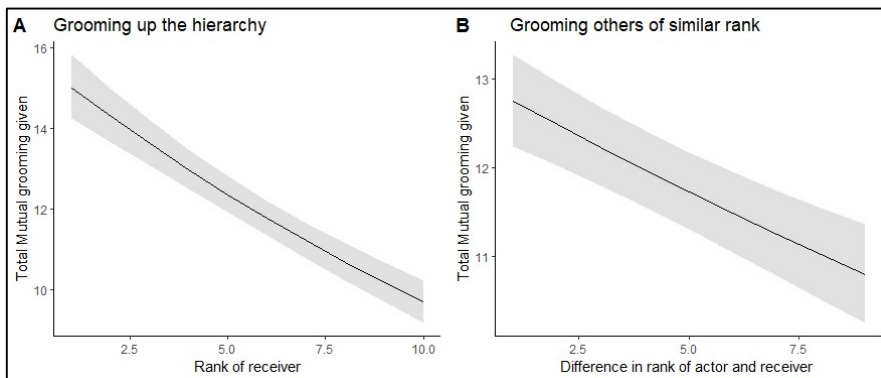 A Grooming up the hierarchy
16
14
12
10
Total Mutual grooming given
2.5 5.0 7.5 10.0
Rank of receiver
B Grooming others of similar rank
13
12
11
Total Mutual grooming given
2.5 5.0 7.5
Difference in rank of actor and receiver